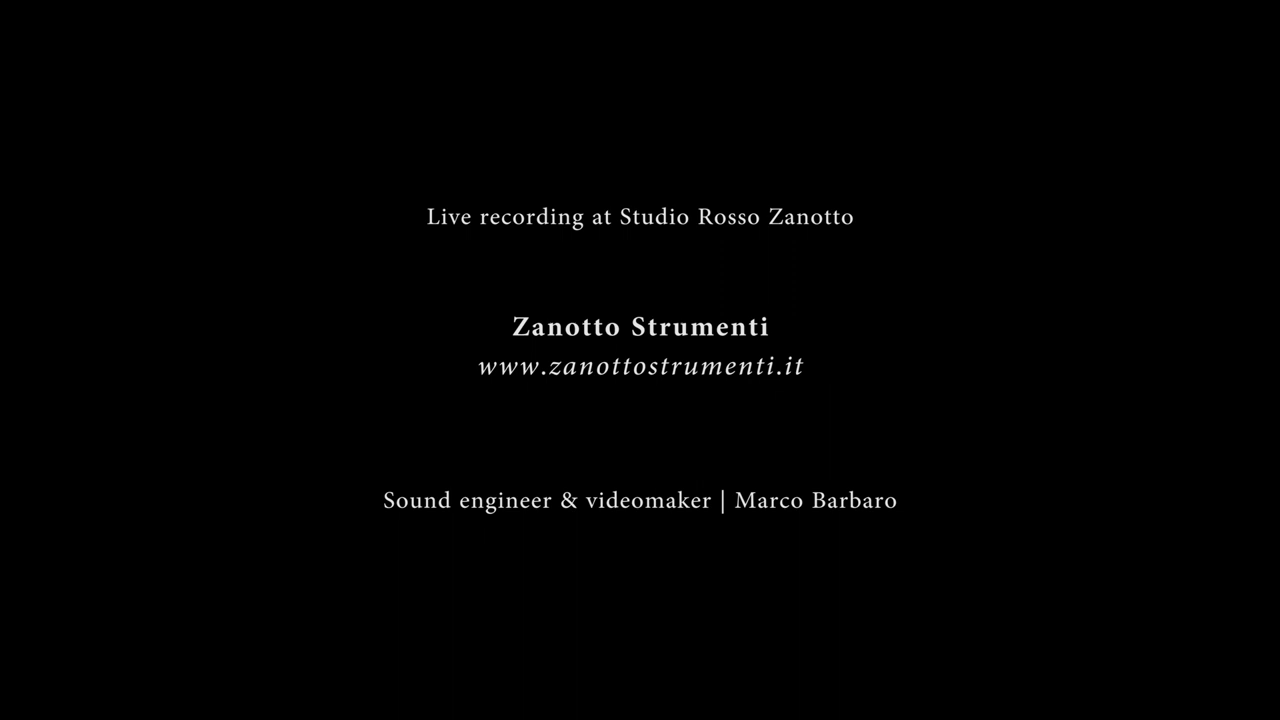 Live recording at Studio Rosso Zanotto
Zanotto Strumenti
www.zanottostrumenti.it
Sound engineer & videomaker | Marco Barbaro